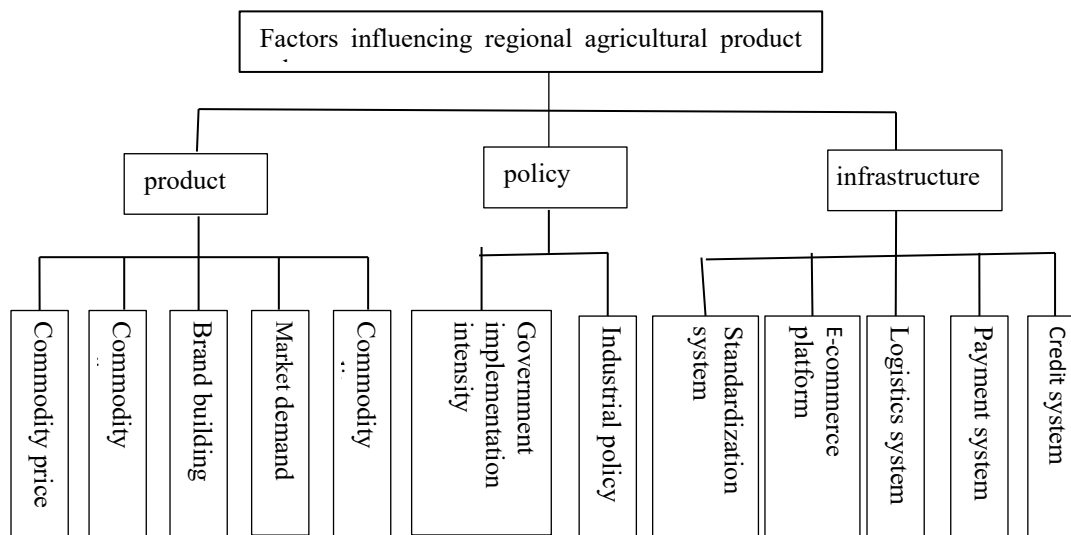 Factors influencing regional agricultural product
product
policy
infrastructure
Commodity price
Commodity
Brand building
Market demand
Commodity
Government
implementation
intensity
Industrial policy
Standardization
system
E-commerce
platform
Logistics system
Payment system
Credit system